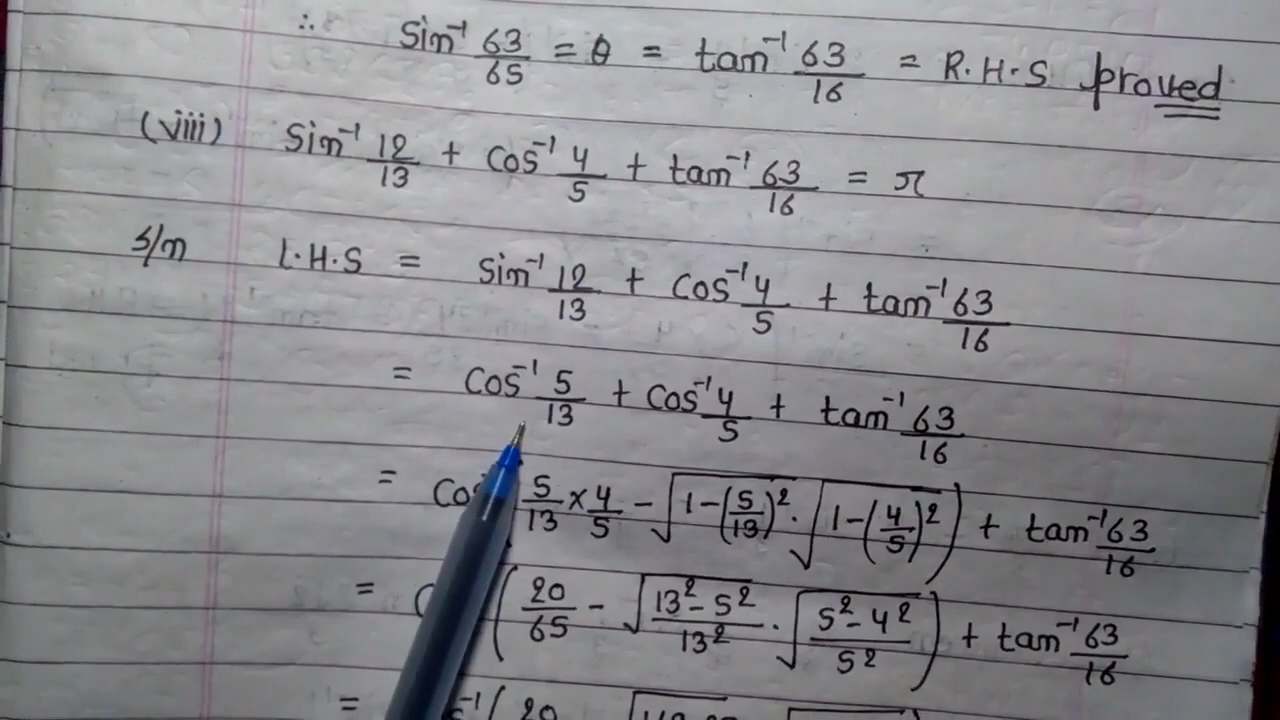 ∴ Sin⁻¹ 63/65 = θ = tan⁻¹ 63/16 = R.H.S proved
(viii) Sin⁻¹ 12/13 + Cos⁻¹ 4/5 + tan⁻¹ 63/16 = π
S/n L.H.S = Sin⁻¹ 12/13 + Cos⁻¹ 4/5 + tan⁻¹ 63/16
= Cos⁻¹ 5/13 + Cos⁻¹ 4/5 + tan⁻¹ 63/16
= Cos 5/13 × 4/5 − √(1−(5/13)²) · √(1−(4/5)²) ) + tan⁻¹ 63/16
= ( 20/65 − √((13²−5²)/13²) · √((5²−4²)/5²) ) + tan⁻¹ 63/16
= ⁻¹( 20